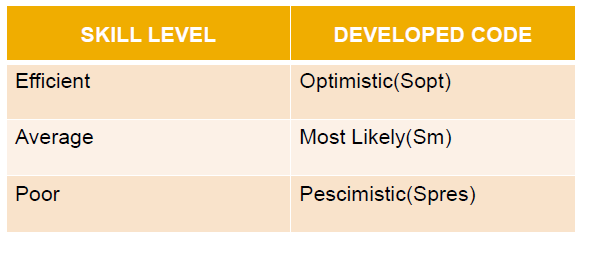 SKILL LEVEL DEVELOPED CODE
Efficient Optimistic(Sopt)
Average Most Likely(Sm)
Poor Pescimistic(Spres)